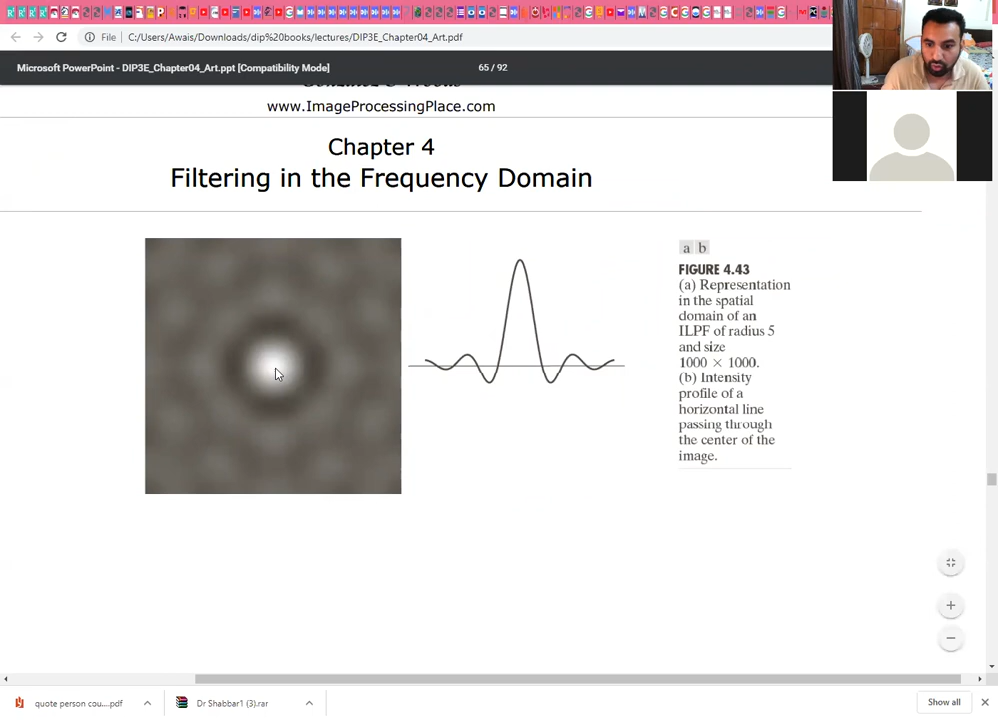 File
C:/Users/Awais/Downloads/dip%20books/lectures/DIP3E_Chapter04_Art.pdf
Microsoft PowerPoint - DIP3E_Chapter04_Art.ppt [Compatibility Mode]
65 / 92
www.ImageProcessingPlace.com
Chapter 4
Filtering in the Frequency Domain
a b
FIGURE 4.43
(a) Representation
in the spatial
domain of an
ILPF of radius 5
and size
1000 × 1000.
(b) Intensity
profile of a
horizontal line
passing through
the center of the
image.
quote person cou....pdf
Dr Shabbar1 (3).rar
Show all